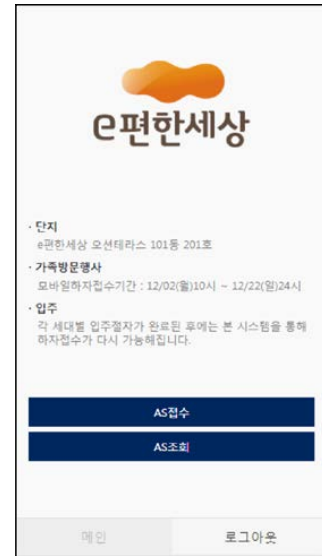 e편한세상
· 단지
e편한세상 오션테라스 101동 201호
· 가족방문행사
모바일하자접수기간 : 12/02(월)10시 ~ 12/22(일)24시
· 입주
각 세대별 입주절차가 완료된 후에는 본 시스템을 통해
하자접수가 다시 가능해집니다.
AS접수
AS조회
메인
로그아웃